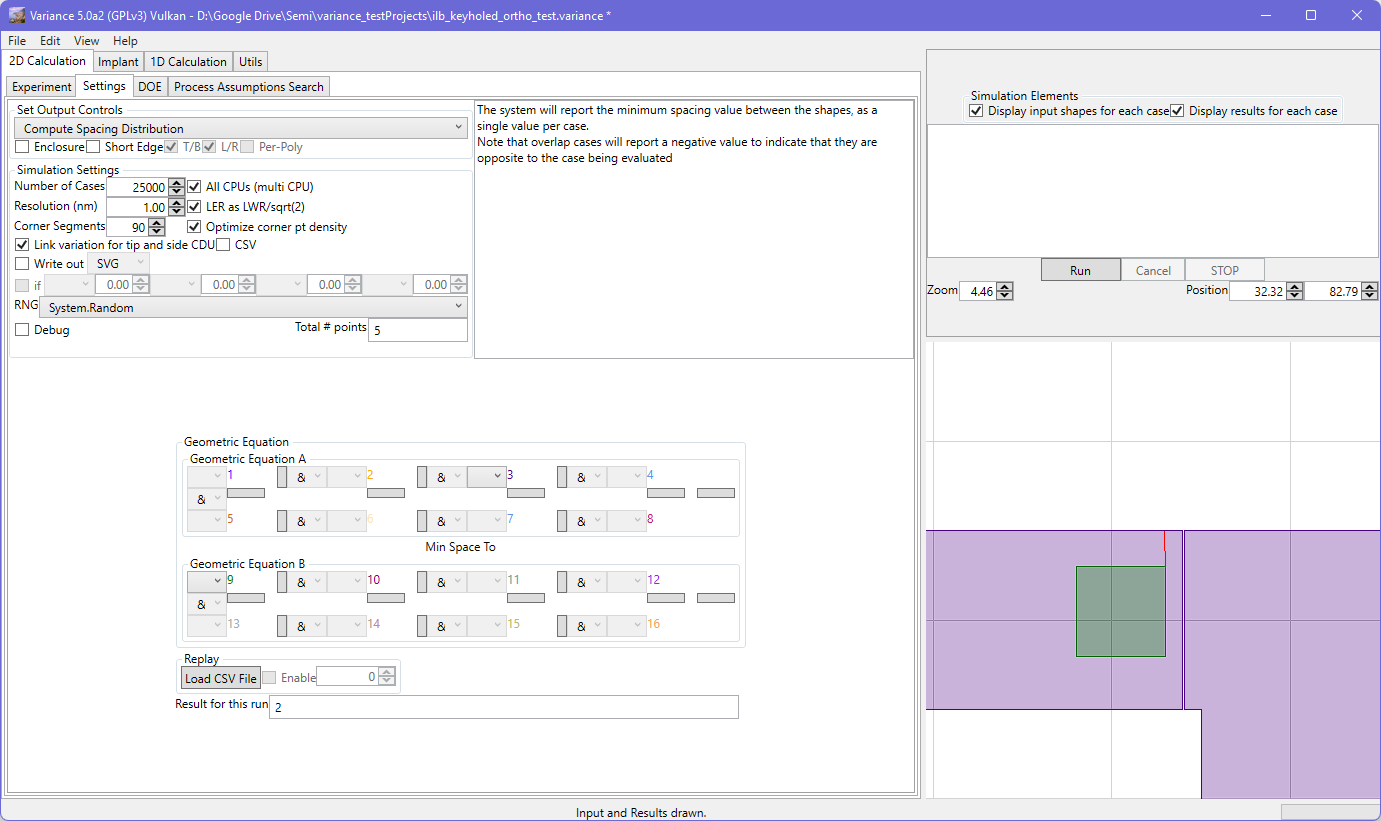 Variance 5.0a2 (GPLv3) Vulkan - D:\Google Drive\Semi\variance_testProjects\ilb_keyholed_ortho_test.variance *
File Edit View Help
2D Calculation Implant 1D Calculation Utils
Experiment Settings DOE Process Assumptions Search
Set Output Controls
Compute Spacing Distribution
Enclosure Short Edge T/B L/R Per-Poly
Simulation Settings
Number of Cases 25000 All CPUs (multi CPU)
Resolution (nm) 1.00 LER as LWR/sqrt(2)
Corner Segments 90 Optimize corner pt density
Link variation for tip and side CDU CSV
Write out SVG
if 0.00 0.00 0.00 0.00
RNG System.Random
Debug Total # points 5
The system will report the minimum spacing value between the shapes, as a
single value per case.
Note that overlap cases will report a negative value to indicate that they are
opposite to the case being evaluated
Geometric Equation
Geometric Equation A
1 & 2 & 3 & 4
&
5 & 6 & 7 & 8
Min Space To
Geometric Equation B
9 & 10 & 11 & 12
&
13 & 14 & 15 & 16
Replay
Load CSV File Enable 0
Result for this run 2
Simulation Elements
Display input shapes for each case Display results for each case
Run Cancel STOP
Zoom 4.46 Position 32.32 82.79
Input and Results drawn.